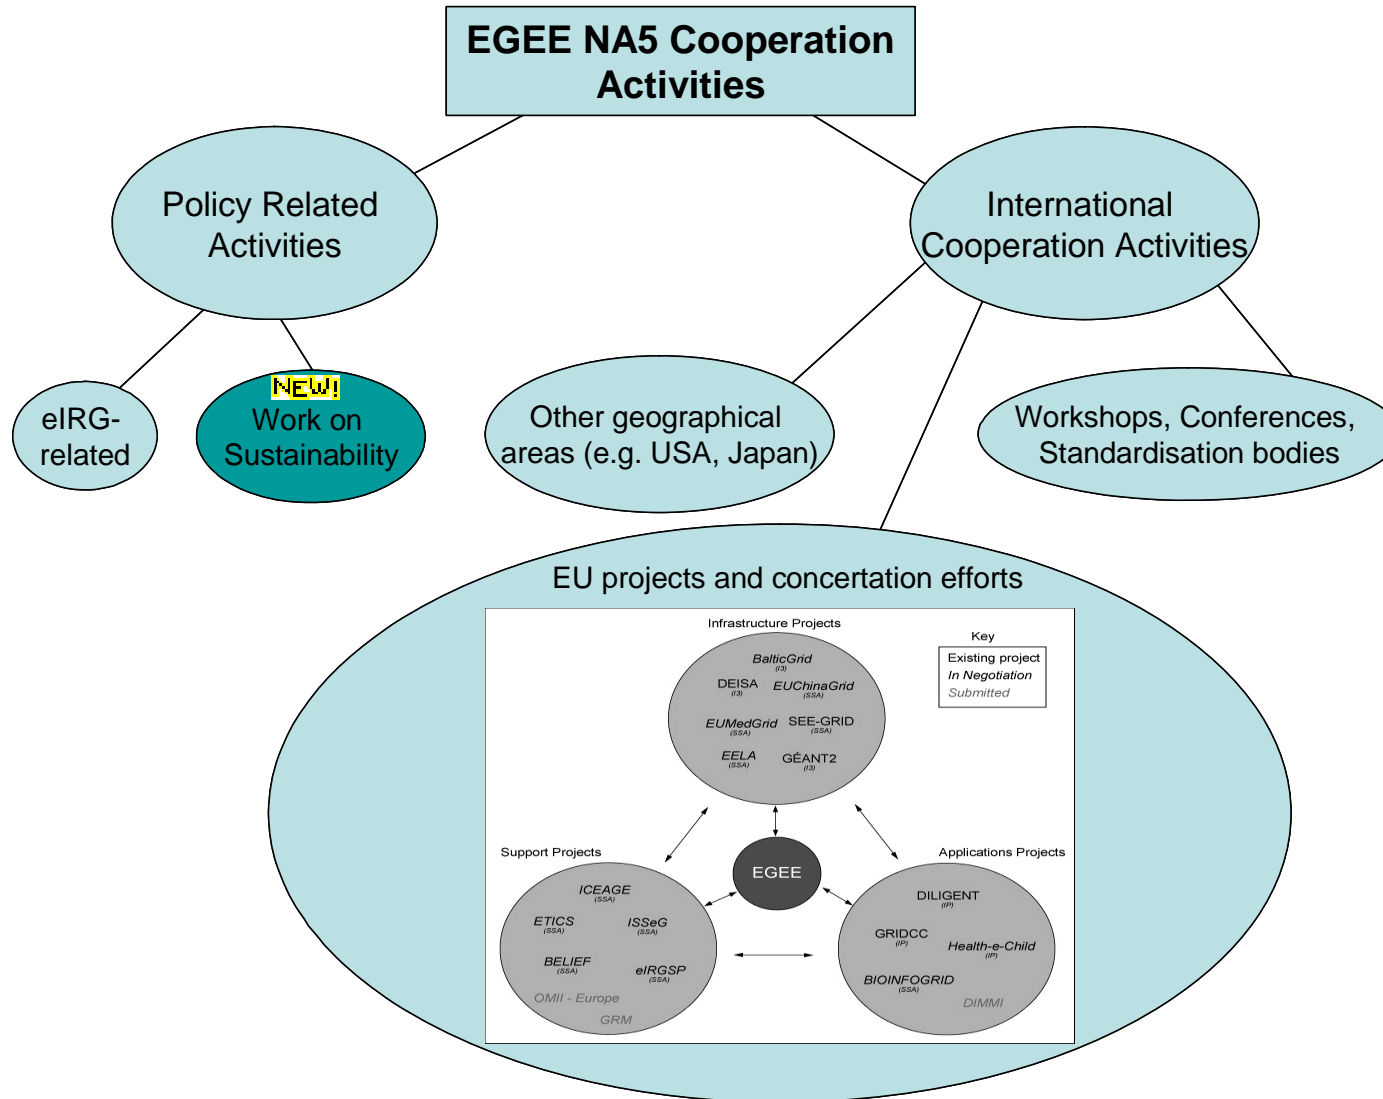 EGEE NA5 Cooperation
Activities
Policy Related
Activities
International
Cooperation Activities
eIRG-
related
NEW!
Work on
Sustainability
Other geographical
areas (e.g. USA, Japan)
Workshops, Conferences,
Standardisation bodies
EU projects and concertation efforts
Infrastructure Projects
BalticGrid
(I3)
DEISA
(I3)
EUChinaGrid
(SSA)
EUMedGrid
(SSA)
SEE-GRID
(SSA)
EELA
(SSA)
GÉANT2
(I3)
Key
Existing project
In Negotiation
Submitted
Support Projects
ICEAGE
(SSA)
ETICS
(SSA)
ISSeG
(SSA)
BELIEF
(SSA)
eIRGSP
(SSA)
OMII - Europe
GRM
EGEE
Applications Projects
DILIGENT
(IP)
GRIDCC
(IP)
Health-e-Child
(IP)
BIOINFOGRID
(SSA)
DIMMI